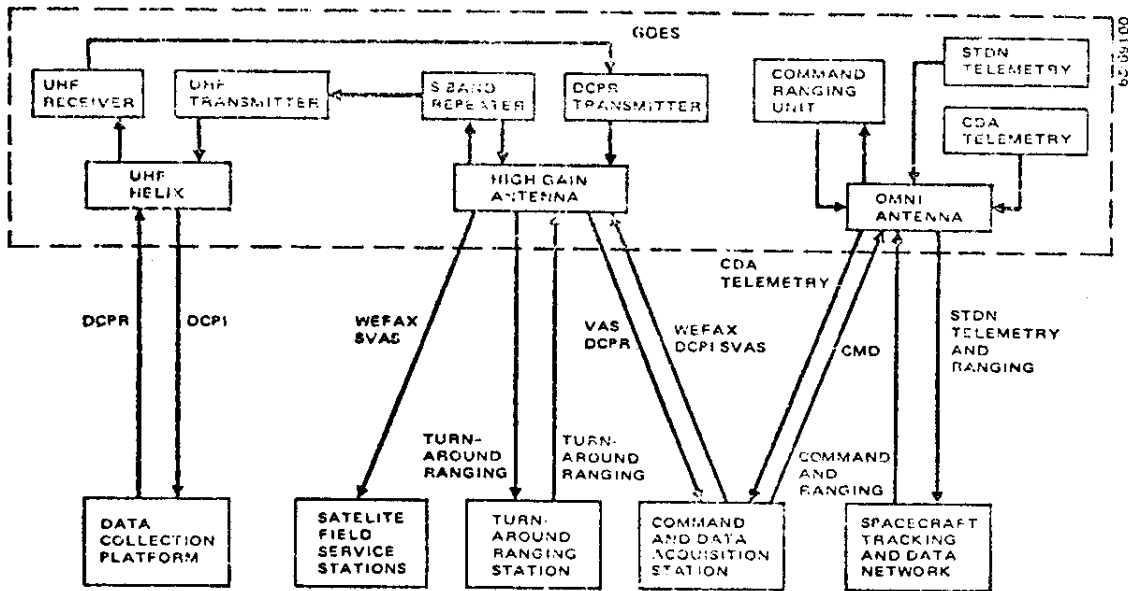 GOES
UHF
RECEIVER
UHF
TRANSMITTER
S BAND
REPEATER
DCPR
TRANSMITTER
COMMAND
RANGING
UNIT
STDN
TELEMETRY
CDA
TELEMETRY
UHF
HELIX
HIGH GAIN
ANTENNA
OMNI
ANTENNA
DCPR
DCPI
WEFAX
SVAS
VAS
DCPR
WEFAX
DCPI SVAS
CDA
TELEMETRY
CMD
STDN
TELEMETRY
AND
RANGING
TURN-
AROUND
RANGING
TURN-
AROUND
RANGING
COMMAND
AND
RANGING
DATA
COLLECTION
PLATFORM
SATELITE
FIELD
SERVICE
STATIONS
TURN-
AROUND
RANGING
STATION
COMMAND
AND DATA
ACQUISITION
STATION
SPACECRAFT
TRACKING
AND DATA
NETWORK